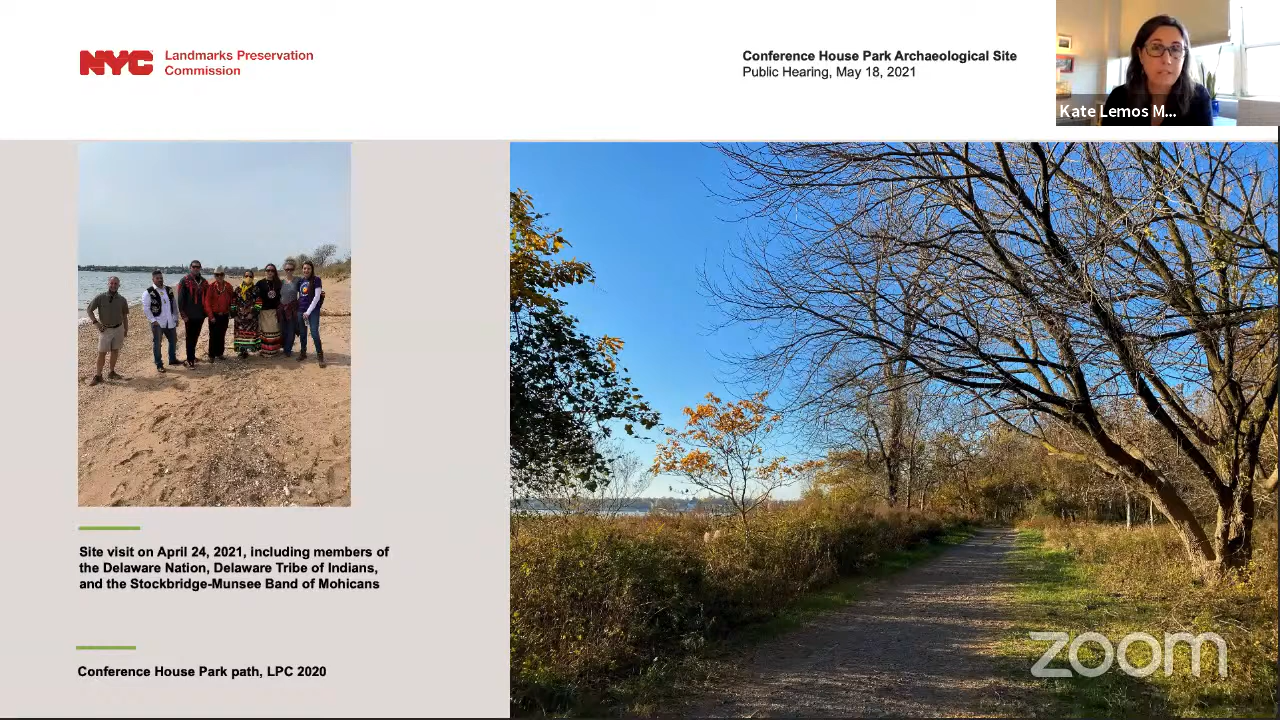 NYC
Landmarks Preservation
Commission
Conference House Park Archaeological Site
Public Hearing, May 18, 2021
Kate Lemos M...
Site visit on April 24, 2021, including members of
the Delaware Nation, Delaware Tribe of Indians,
and the Stockbridge-Munsee Band of Mohicans
Conference House Park path, LPC 2020
zoom